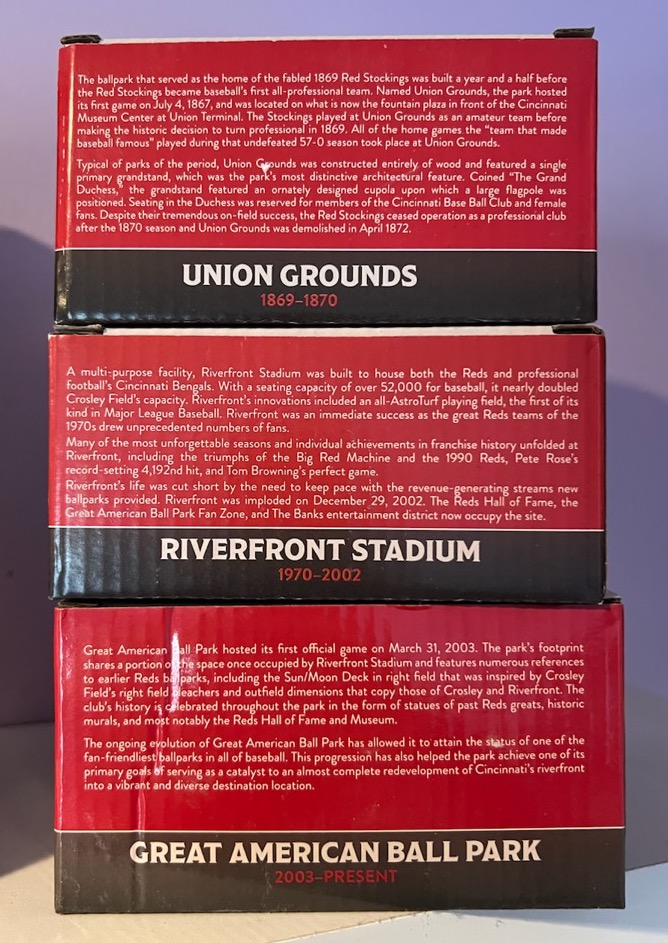 The ballpark that served as the home of the fabled 1869 Red Stockings was built a year and a half before
the Red Stockings became baseball's first all-professional team. Named Union Grounds, the park hosted
its first game on July 4, 1867, and was located on what is now the fountain plaza in front of the Cincinnati
Museum Center at Union Terminal. The Stockings played at Union Grounds as an amateur team before
making the historic decision to turn professional in 1869. All of the home games the "team that made
baseball famous" played during that undefeated 57-0 season took place at Union Grounds.
Typical of parks of the period, Union Grounds was constructed entirely of wood and featured a single
primary grandstand, which was the park's most distinctive architectural feature. Coined "The Grand
Duchess," the grandstand featured an ornately designed cupola upon which a large flagpole was
positioned. Seating in the Duchess was reserved for members of the Cincinnati Base Ball Club and female
fans. Despite their tremendous on-field success, the Red Stockings ceased operation as a professional club
after the 1870 season and Union Grounds was demolished in April 1872.
UNION GROUNDS
1869–1870
A multi-purpose facility, Riverfront Stadium was built to house both the Reds and professional
football's Cincinnati Bengals. With a seating capacity of over 52,000 for baseball, it nearly doubled
Crosley Field's capacity. Riverfront's innovations included an all-AstroTurf playing field, the first of its
kind in Major League Baseball. Riverfront was an immediate success as the great Reds teams of the
1970s drew unprecedented numbers of fans.
Many of the most unforgettable seasons and individual achievements in franchise history unfolded at
Riverfront, including the triumphs of the Big Red Machine and the 1990 Reds, Pete Rose's
record-setting 4,192nd hit, and Tom Browning's perfect game.
Riverfront's life was cut short by the need to keep pace with the revenue-generating streams new
ballparks provided. Riverfront was imploded on December 29, 2002. The Reds Hall of Fame, the
Great American Ball Park Fan Zone, and The Banks entertainment district now occupy the site.
RIVERFRONT STADIUM
1970–2002
Great American Ball Park hosted its first official game on March 31, 2003. The park's footprint
shares a portion of the space once occupied by Riverfront Stadium and features numerous references
to earlier Reds ballparks, including the Sun/Moon Deck in right field that was inspired by Crosley
Field's right field bleachers and outfield dimensions that copy those of Crosley and Riverfront. The
club's history is celebrated throughout the park in the form of statues of past Reds greats, historic
murals, and most notably the Reds Hall of Fame and Museum.
The ongoing evolution of Great American Ball Park has allowed it to attain the status of one of the
fan-friendliest ballparks in all of baseball. This progression has also helped the park achieve one of its
primary goals of serving as a catalyst to an almost complete redevelopment of Cincinnati's riverfront
into a vibrant and diverse destination location.
GREAT AMERICAN BALL PARK
2003–PRESENT